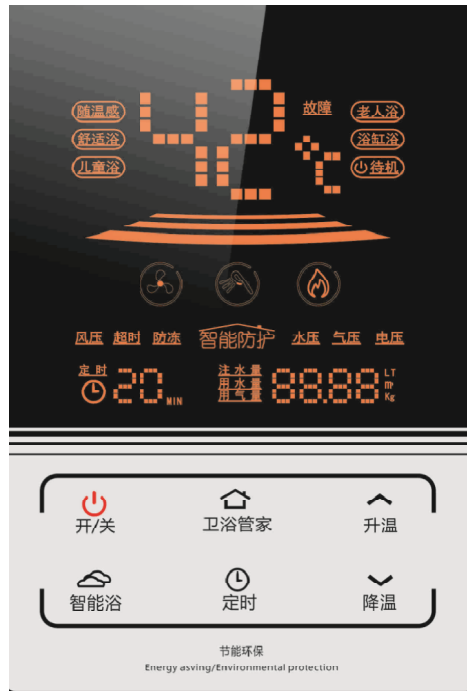 随温感
舒适浴
儿童浴
42℃
故障
老人浴
浴缸浴
待机
风压 超时 防冻 智能防护 水压 气压 电压
定时
20 MIN
注水量
用水量
用气量
88.88
LT
m³
Kg
开/关
卫浴管家
升温
智能浴
定时
降温
节能环保
Energy asving/Environmental protection